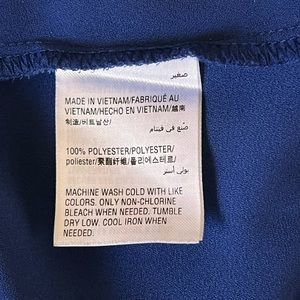 صغير
MADE IN VIETNAM/FABRIQUÉ AU
VIETNAM/HECHO EN VIETNAM/越南
制造/베트남산/
صنع في فيتنام
100% POLYESTER/POLYESTER/
poliester/聚酯纤维/폴리에스테르/
بولي أستر
MACHINE WASH COLD WITH LIKE
COLORS. ONLY NON-CHLORINE
BLEACH WHEN NEEDED. TUMBLE
DRY LOW. COOL IRON WHEN
NEEDED.